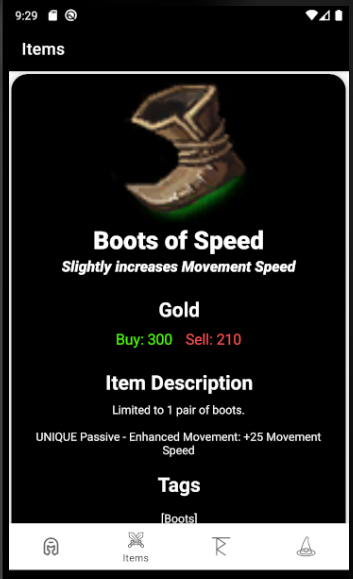 9:29
Items
Boots of Speed
Slightly increases Movement Speed
Gold
Buy: 300 Sell: 210
Item Description
Limited to 1 pair of boots.
UNIQUE Passive - Enhanced Movement: +25 Movement
Speed
Tags
[Boots]
Items